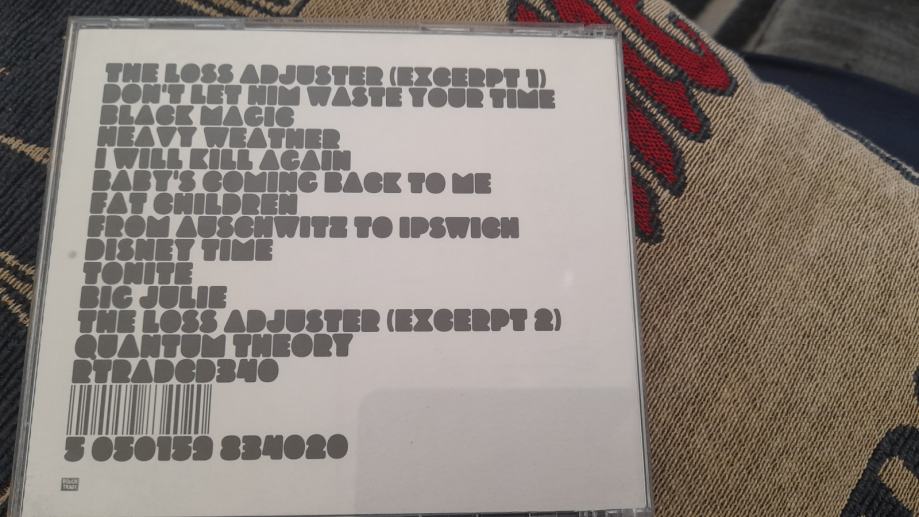 THE LOSS ADJUSTER (EXCERPT 1)
DON'T LET HIM WASTE YOUR TIME
BLACK MAGIC
HEAVY WEATHER
I WILL KILL AGAIN
BABY'S COMING BACK TO ME
FAT CHILDREN
FROM AUSCHWITZ TO IPSWICH
DISNEY TIME
TONITE
BIG JULIE
THE LOSS ADJUSTER (EXCERPT 2)
QUANTUM THEORY
RTRADCD340
5 050159 834020
ROUGH
TRADE